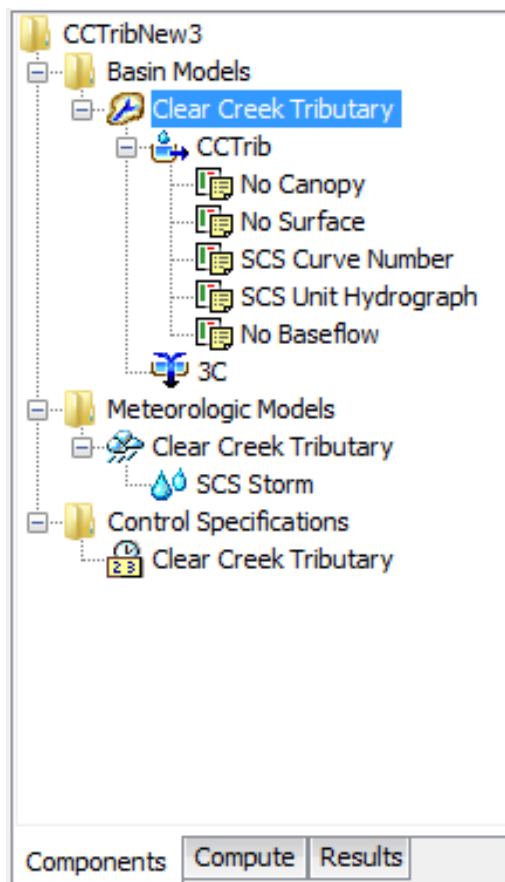 CCTribNew3
Basin Models
Clear Creek Tributary
CCTrib
No Canopy
No Surface
SCS Curve Number
SCS Unit Hydrograph
No Baseflow
3C
Meteorologic Models
Clear Creek Tributary
SCS Storm
Control Specifications
23
Clear Creek Tributary
Components Compute Results